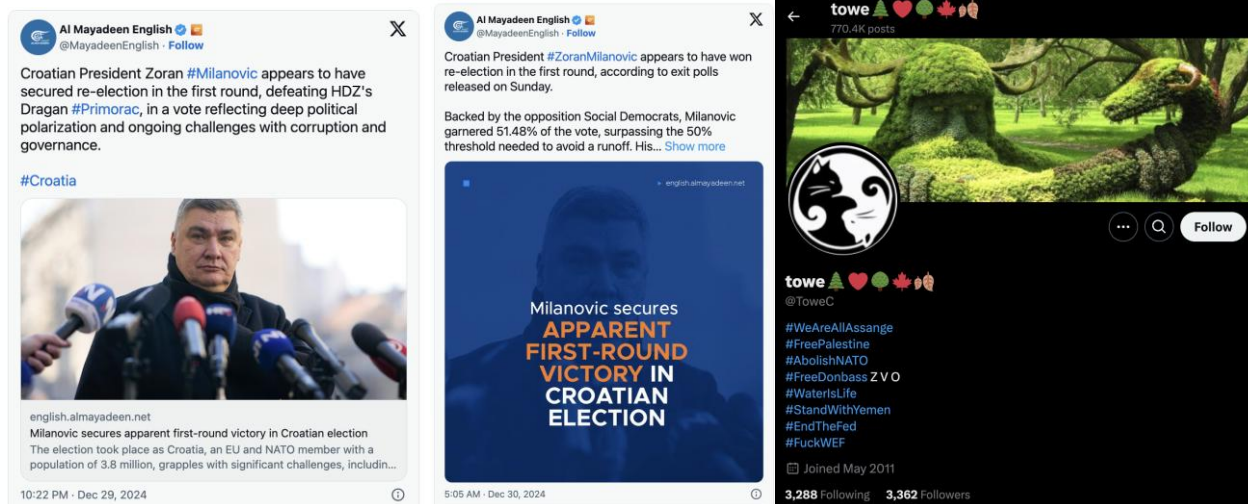 Al Mayadeen English
@MayadeenEnglish · Follow
Croatian President Zoran #Milanovic appears to have
secured re-election in the first round, defeating HDZ's
Dragan #Primorac, in a vote reflecting deep political
polarization and ongoing challenges with corruption and
governance.
#Croatia
english.almayadeen.net
Milanovic secures apparent first-round victory in Croatian election
The election took place as Croatia, an EU and NATO member with a
population of 3.8 million, grapples with significant challenges, includin...
10:22 PM · Dec 29, 2024
Al Mayadeen English
@MayadeenEnglish · Follow
Croatian President #ZoranMilanovic appears to have won
re-election in the first round, according to exit polls
released on Sunday.
Backed by the opposition Social Democrats, Milanovic
garnered 51.48% of the vote, surpassing the 50%
threshold needed to avoid a runoff. His... Show more
english.almayadeen.net
Milanovic secures
APPARENT
FIRST-ROUND
VICTORY IN
CROATIAN
ELECTION
5:05 AM · Dec 30, 2024
towe🌲❤️🌳🍁🍂
770.4K posts
Follow
towe🌲❤️🌳🍁🍂
@ToweC
#WeAreAllAssange
#FreePalestine
#AbolishNATO
#FreeDonbass Z V O
#WaterIsLife
#StandWithYemen
#EndTheFed
#FuckWEF
Joined May 2011
3,288 Following 3,362 Followers